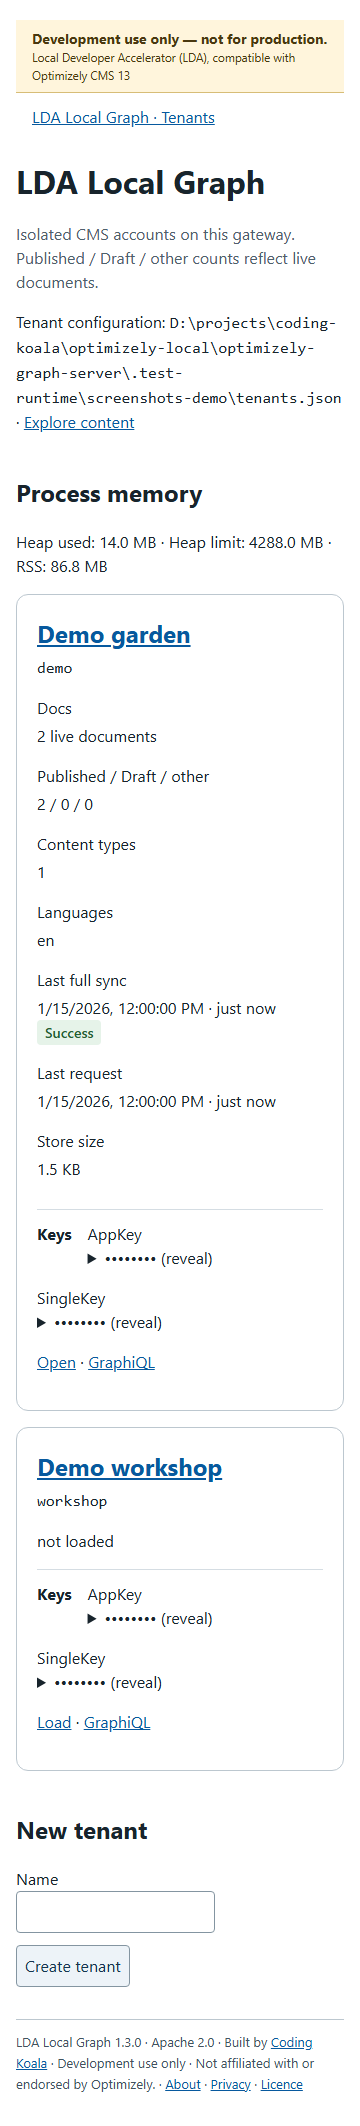 Development use only — not for production.
Local Developer Accelerator (LDA), compatible with
Optimizely CMS 13
LDA Local Graph · Tenants
LDA Local Graph
Isolated CMS accounts on this gateway.
Published / Draft / other counts reflect live
documents.
Tenant configuration: D:\projects\coding-
koala\optimizely-local\optimizely-
graph-server\.test-
runtime\screenshots-demo\tenants.json
· Explore content
Process memory
Heap used: 14.0 MB · Heap limit: 4288.0 MB ·
RSS: 86.8 MB
Demo garden
demo
Docs
2 live documents
Published / Draft / other
2 / 0 / 0
Content types
1
Languages
en
Last full sync
1/15/2026, 12:00:00 PM · just now
Success
Last request
1/15/2026, 12:00:00 PM · just now
Store size
1.5 KB
Keys AppKey
▶ •••••••• (reveal)
SingleKey
▶ •••••••• (reveal)
Open · GraphiQL
Demo workshop
workshop
not loaded
Keys AppKey
▶ •••••••• (reveal)
SingleKey
▶ •••••••• (reveal)
Load · GraphiQL
New tenant
Name
Create tenant
LDA Local Graph 1.3.0 · Apache 2.0 · Built by Coding
Koala · Development use only · Not affiliated with or
endorsed by Optimizely. · About · Privacy · Licence